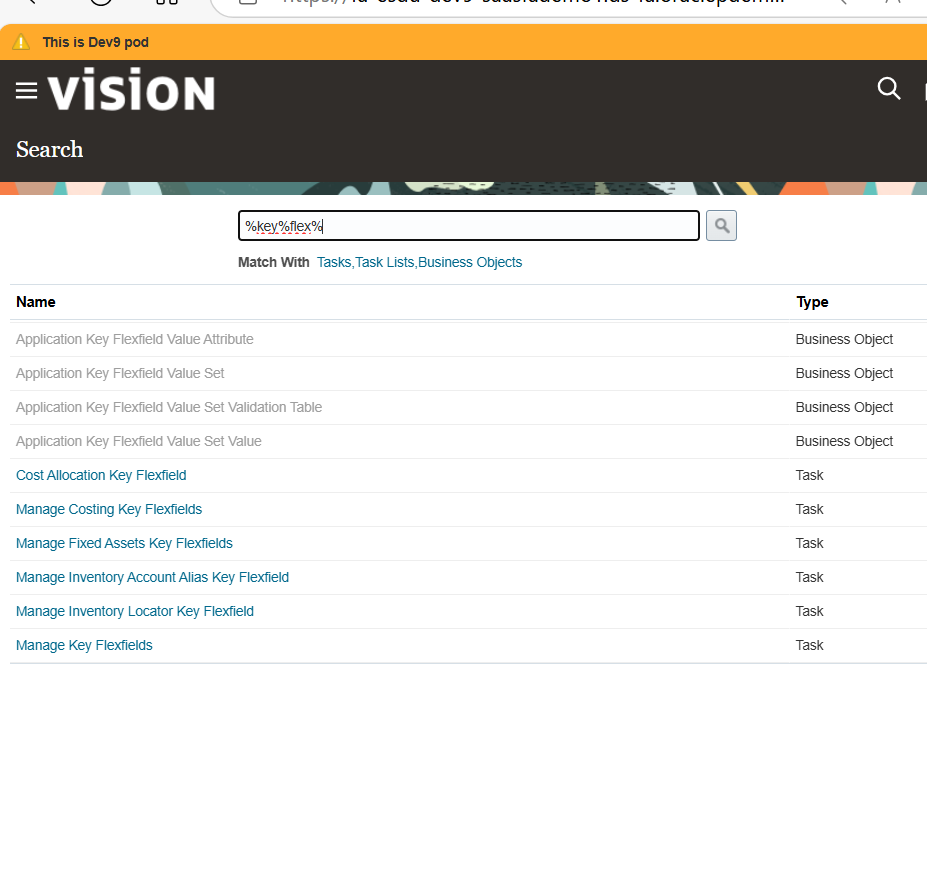 This is Dev9 pod
VISION
Search
%key%flex%
Match With Tasks,Task Lists,Business Objects
Name Type
Application Key Flexfield Value Attribute Business Object
Application Key Flexfield Value Set Business Object
Application Key Flexfield Value Set Validation Table Business Object
Application Key Flexfield Value Set Value Business Object
Cost Allocation Key Flexfield Task
Manage Costing Key Flexfields Task
Manage Fixed Assets Key Flexfields Task
Manage Inventory Account Alias Key Flexfield Task
Manage Inventory Locator Key Flexfield Task
Manage Key Flexfields Task